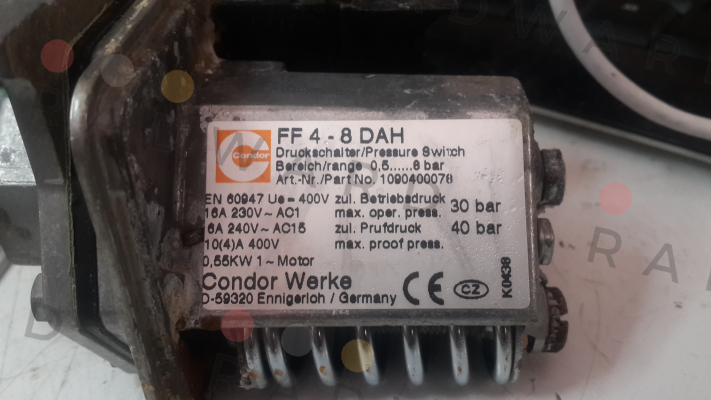 Condor
FF 4 - 8 DAH
Druckschalter/Pressure Switch
Bereich/range 0,5......8 bar
Art.-Nr./Part No. 1090400078
EN 60947 Ue = 400V zul. Betriebsdruck 30 bar
16A 230V ~ AC1 max. oper. press.
6A 240V ~ AC15 zul. Prüfdruck 40 bar
10(4)A 400V max. proof press.
0,55KW 1 ~ Motor
Condor Werke
D-59320 Ennigerloh / Germany
CE
CZ
K0438